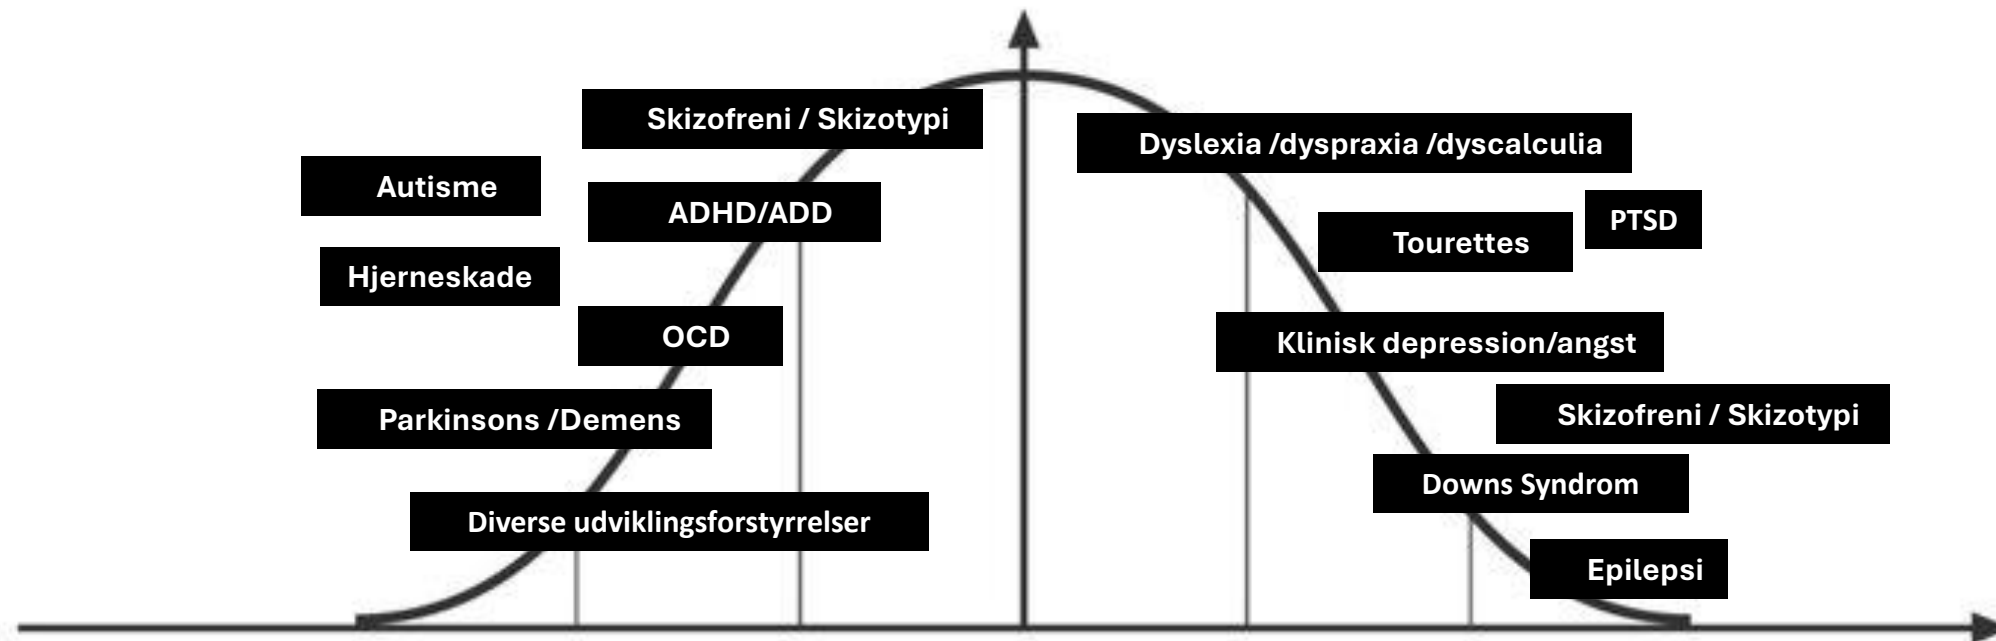 Skizofreni / Skizotypi
Dyslexia /dyspraxia /dyscalculia
Autisme
ADHD/ADD
PTSD
Tourettes
Hjerneskade
OCD
Klinisk depression/angst
Parkinsons /Demens
Skizofreni / Skizotypi
Downs Syndrom
Diverse udviklingsforstyrrelser
Epilepsi